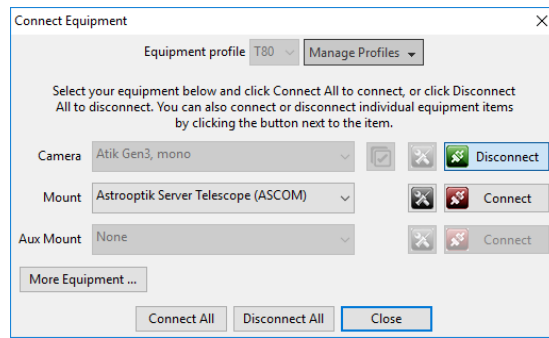 Connect Equipment
Equipment profile T80 Manage Profiles
Select your equipment below and click Connect All to connect, or click Disconnect
All to disconnect. You can also connect or disconnect individual equipment items
by clicking the button next to the item.
Camera Atik Gen3, mono Disconnect
Mount Astrooptik Server Telescope (ASCOM) Connect
Aux Mount None Connect
More Equipment ...
Connect All Disconnect All Close